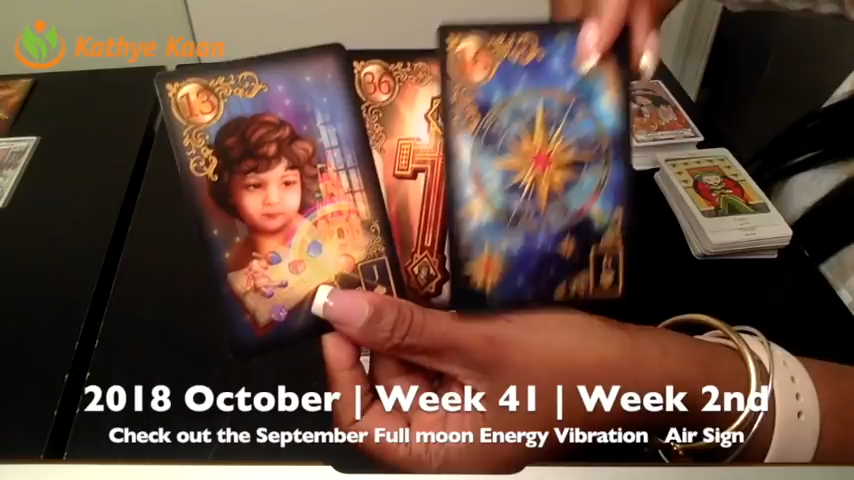 Kathye Kaan
13
36
2018 October | Week 41 | Week 2nd
Check out the September Full moon Energy Vibration Air Sign